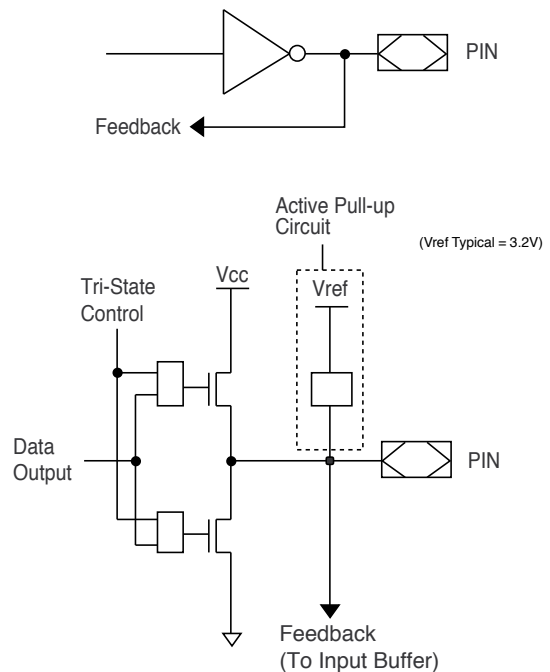 PIN
Feedback
Active Pull-up
Circuit
(Vref Typical = 3.2V)
Vcc
Vref
Tri-State
Control
Data
Output
PIN
Feedback
(To Input Buffer)